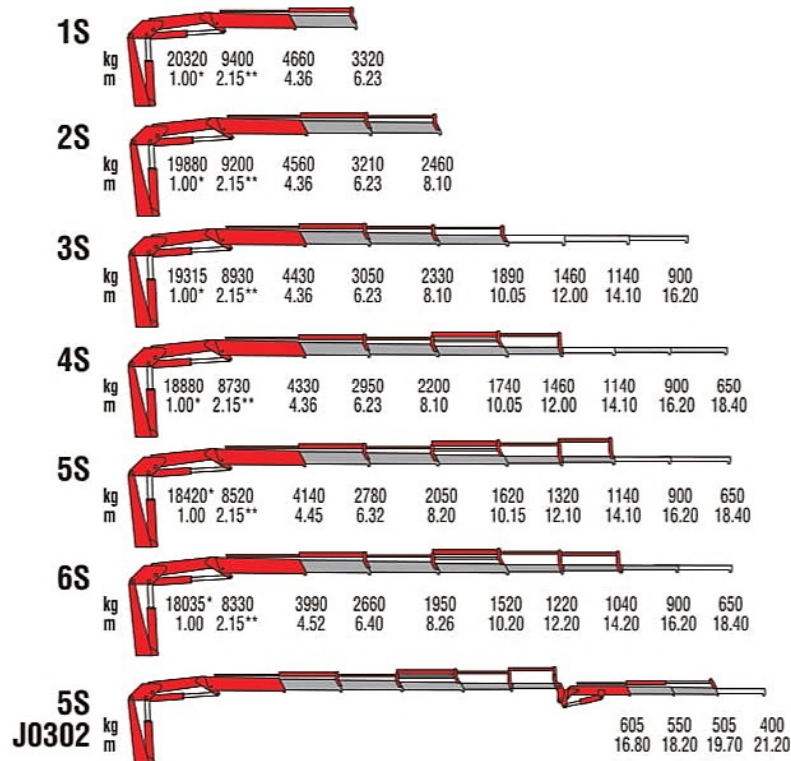 1S
kg 20320 9400 4660 3320
m 1.00* 2.15** 4.36 6.23
2S
kg 19880 9200 4560 3210 2460
m 1.00* 2.15** 4.36 6.23 8.10
3S
kg 19315 8930 4430 3050 2330 1890 1460 1140 900
m 1.00* 2.15** 4.36 6.23 8.10 10.05 12.00 14.10 16.20
4S
kg 18880 8730 4330 2950 2200 1740 1460 1140 900 650
m 1.00* 2.15** 4.36 6.23 8.10 10.05 12.00 14.10 16.20 18.40
5S
kg 18420* 8520 4140 2780 2050 1620 1320 1140 900 650
m 1.00 2.15** 4.45 6.32 8.20 10.15 12.10 14.10 16.20 18.40
6S
kg 18035* 8330 3990 2660 1950 1520 1220 1040 900 650
m 1.00 2.15** 4.52 6.40 8.26 10.20 12.20 14.20 16.20 18.40
5S
J0302
kg 605 550 505 400
m 16.80 18.20 19.70 21.20